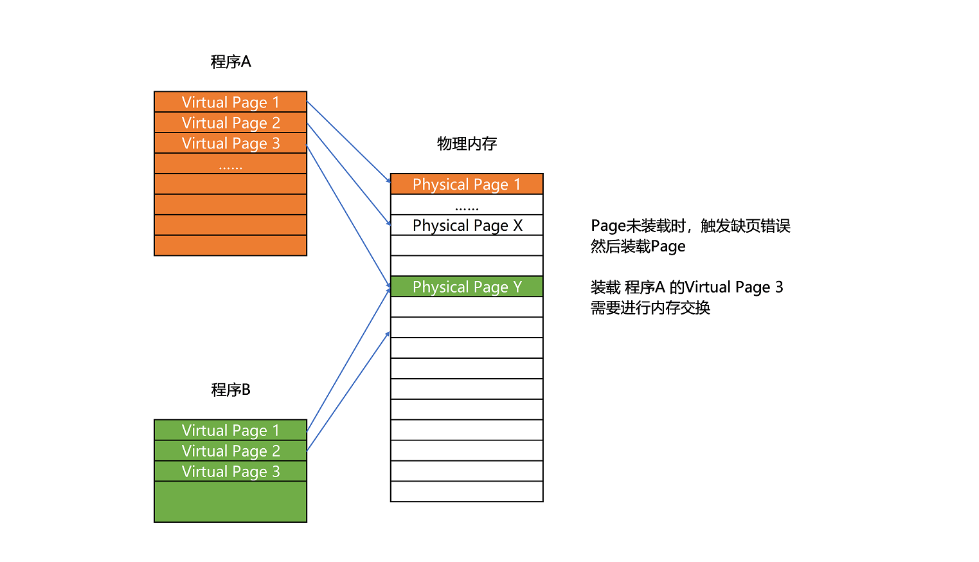 程序A
Virtual Page 1
Virtual Page 2
Virtual Page 3
......
物理内存
Physical Page 1
......
Physical Page X
Physical Page Y
Page未装载时，触发缺页错误
然后装载Page
装载 程序A 的Virtual Page 3
需要进行内存交换
程序B
Virtual Page 1
Virtual Page 2
Virtual Page 3